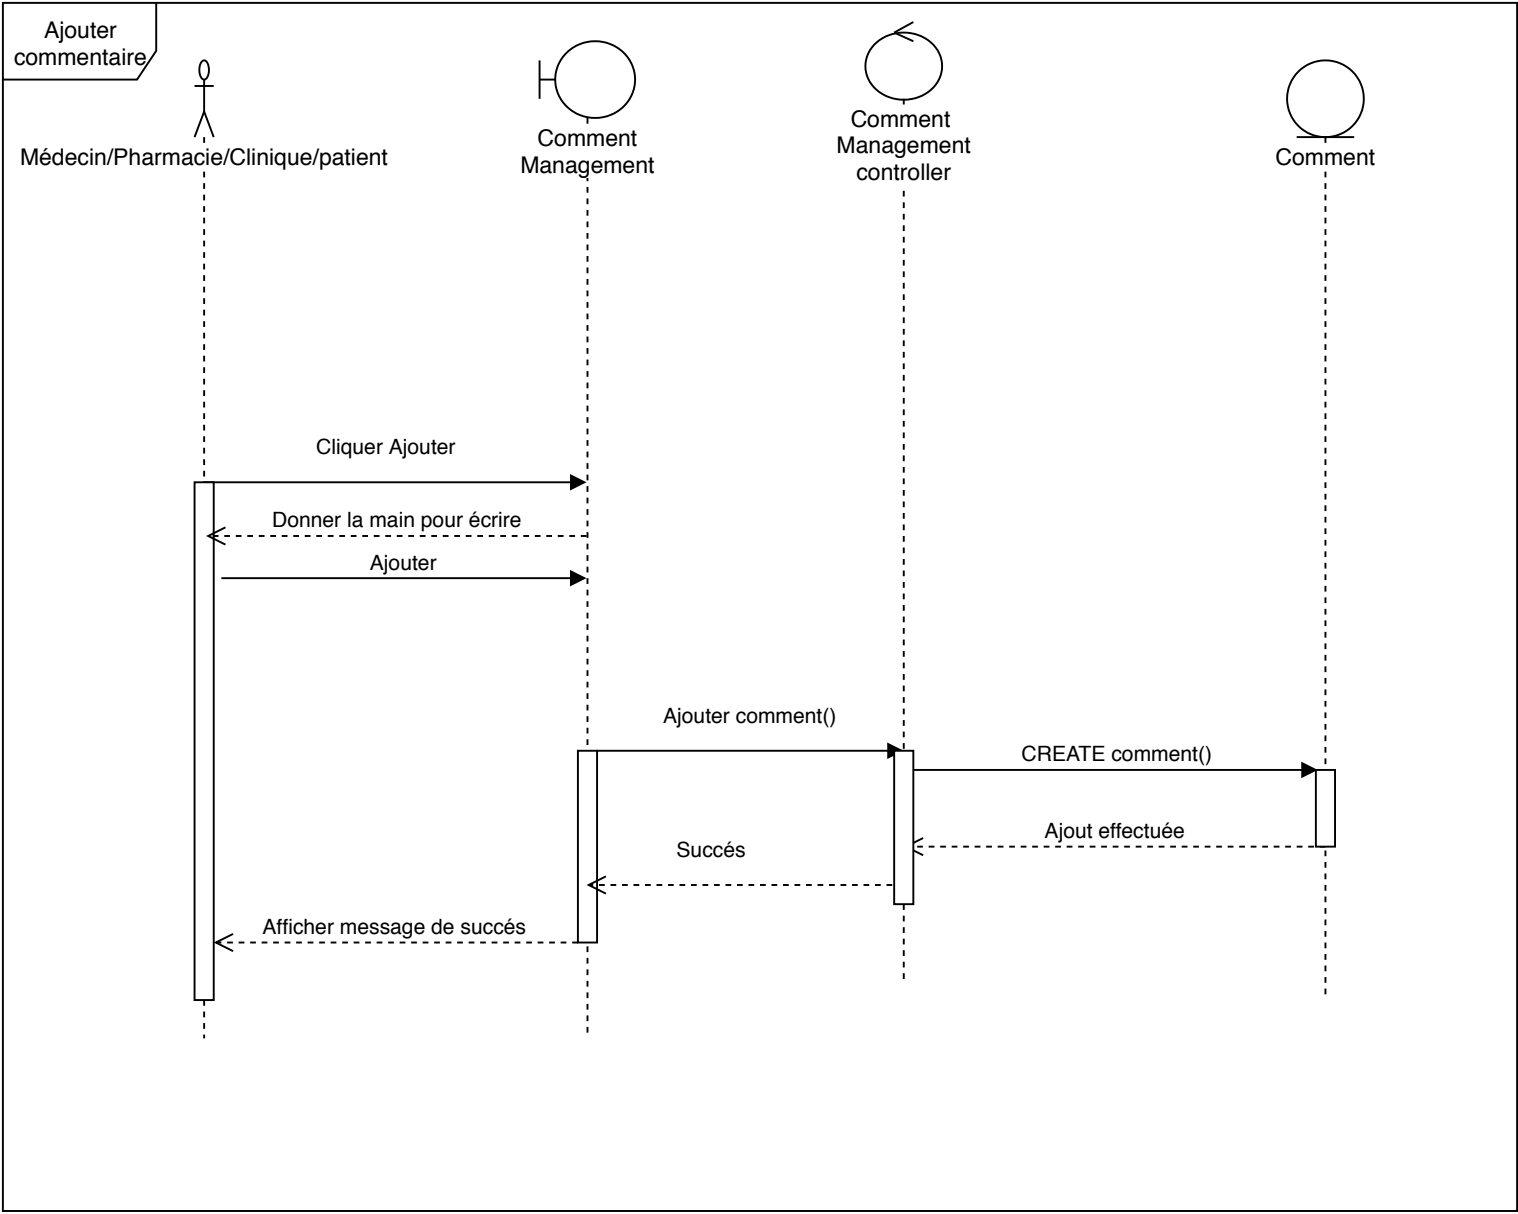 Ajouter
commentaire
Médecin/Pharmacie/Clinique/patient
Comment
Management
Comment
Management
controller
Comment
Cliquer Ajouter
Donner la main pour écrire
Ajouter
Ajouter comment()
CREATE comment()
Ajout effectuée
Succés
Afficher message de succés